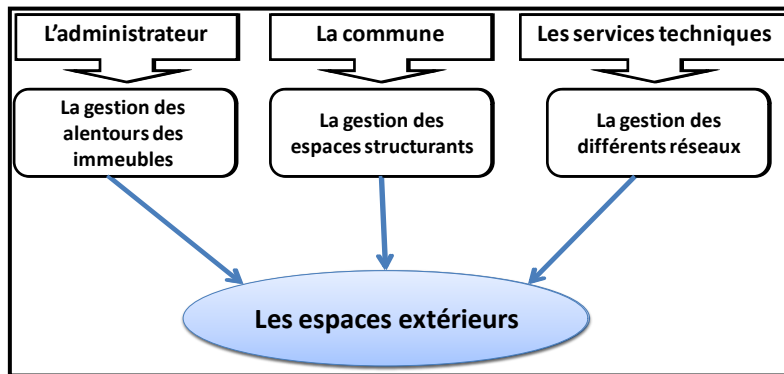 L'administrateur
La commune
Les services techniques
La gestion des
alentours des
immeubles
La gestion des
espaces structurants
La gestion des
différents réseaux
Les espaces extérieurs